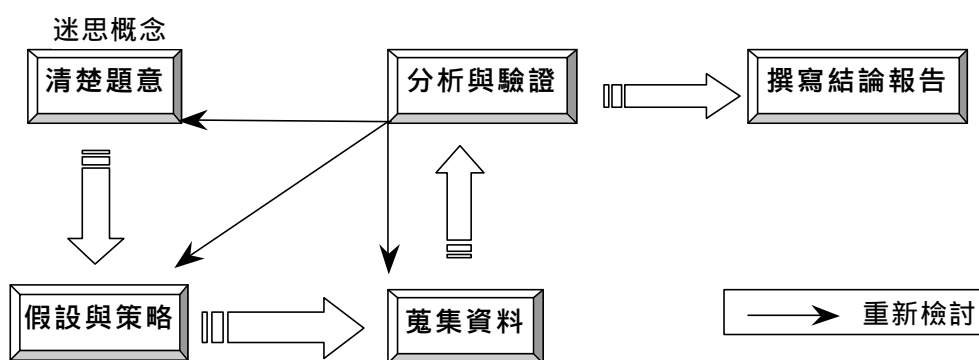 迷思概念
清楚題意
分析與驗證
撰寫結論報告
假設與策略
蒐集資料
重新檢討